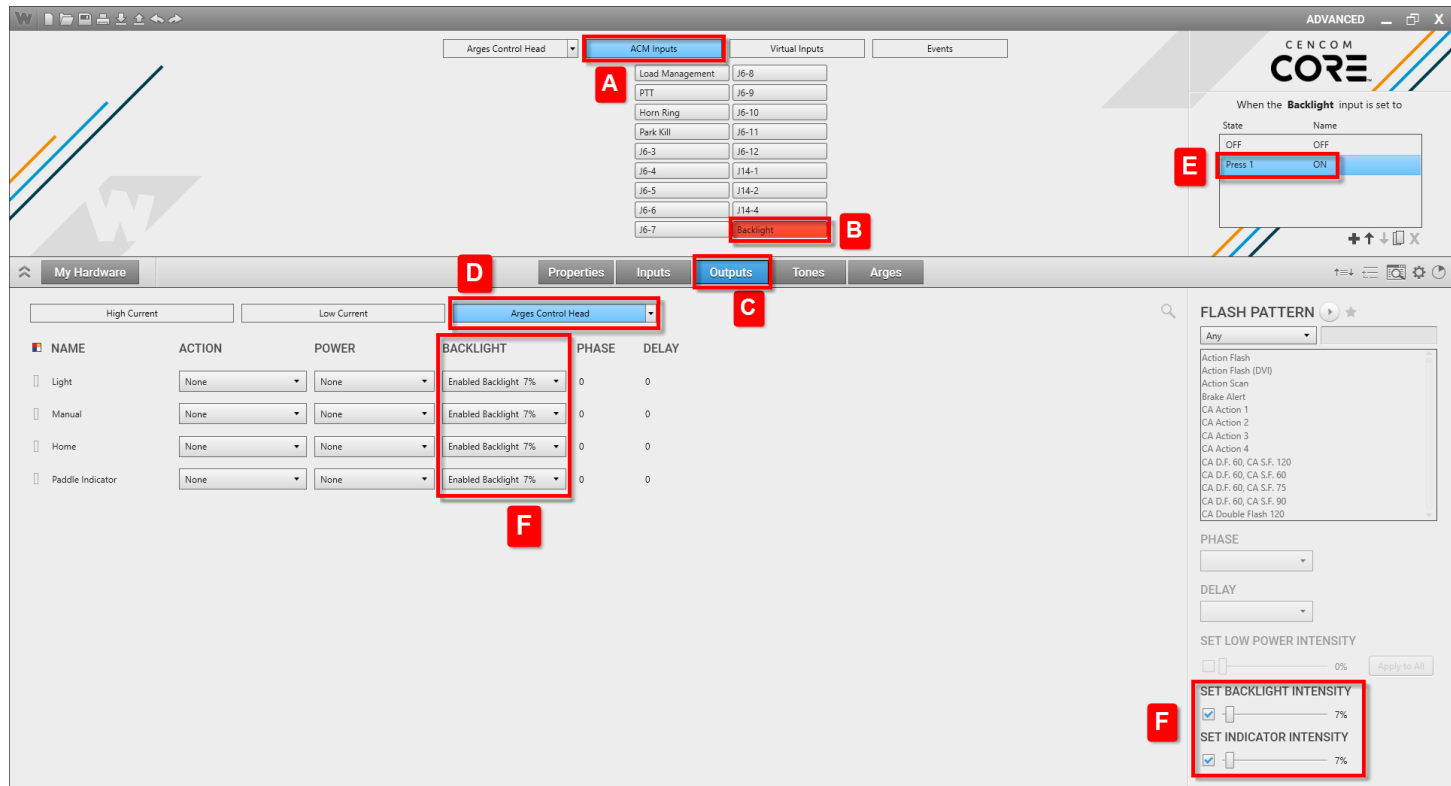 W
ADVANCED
X
Arges Control Head
ACM Inputs
Virtual Inputs
Events
A
Load Management
J6-8
PTT
J6-9
Horn Ring
J6-10
Park Kill
J6-11
J6-3
J6-12
J6-4
J14-1
J6-5
J14-2
J6-6
J14-4
J6-7
Backlight
B
CENCOM
CORE
When the Backlight input is set to
State Name
OFF OFF
E
Press 1 ON
X
My Hardware
D
Properties
Inputs
Outputs
Tones
Arges
C
High Current
Low Current
Arges Control Head
NAME ACTION POWER BACKLIGHT PHASE DELAY
Light None None Enabled Backlight 7% 0 0
Manual None None Enabled Backlight 7% 0 0
Home None None Enabled Backlight 7% 0 0
Paddle Indicator None None Enabled Backlight 7% 0 0
F
FLASH PATTERN
Any
Action Flash
Action Flash (DVI)
Action Scan
Brake Alert
CA Action 1
CA Action 2
CA Action 3
CA Action 4
CA D.F. 60, CA S.F. 120
CA D.F. 60, CA S.F. 60
CA D.F. 60, CA S.F. 75
CA D.F. 60, CA S.F. 90
CA Double Flash 120
PHASE
DELAY
SET LOW POWER INTENSITY
0% Apply to All
SET BACKLIGHT INTENSITY
7%
F
SET INDICATOR INTENSITY
7%